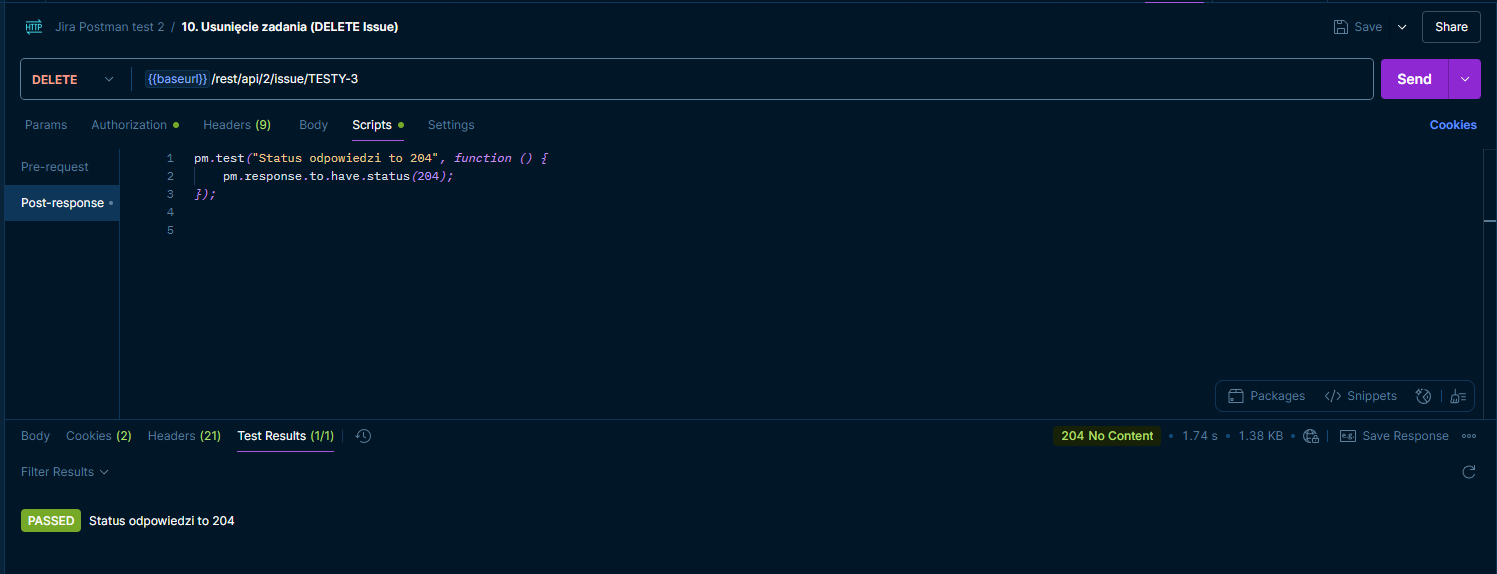 HTTP Jira Postman test 2 / 10. Usunięcie zadania (DELETE Issue) Save Share
DELETE {{baseurl}} /rest/api/2/issue/TESTY-3 Send
Params Authorization Headers (9) Body Scripts Settings Cookies
Pre-request
Post-response
1 pm.test("Status odpowiedzi to 204", function () {
2 pm.response.to.have.status(204);
3 });
4
5
Packages </> Snippets
Body Cookies (2) Headers (21) Test Results (1/1) 204 No Content • 1.74 s • 1.38 KB • e.g. Save Response
Filter Results
PASSED Status odpowiedzi to 204